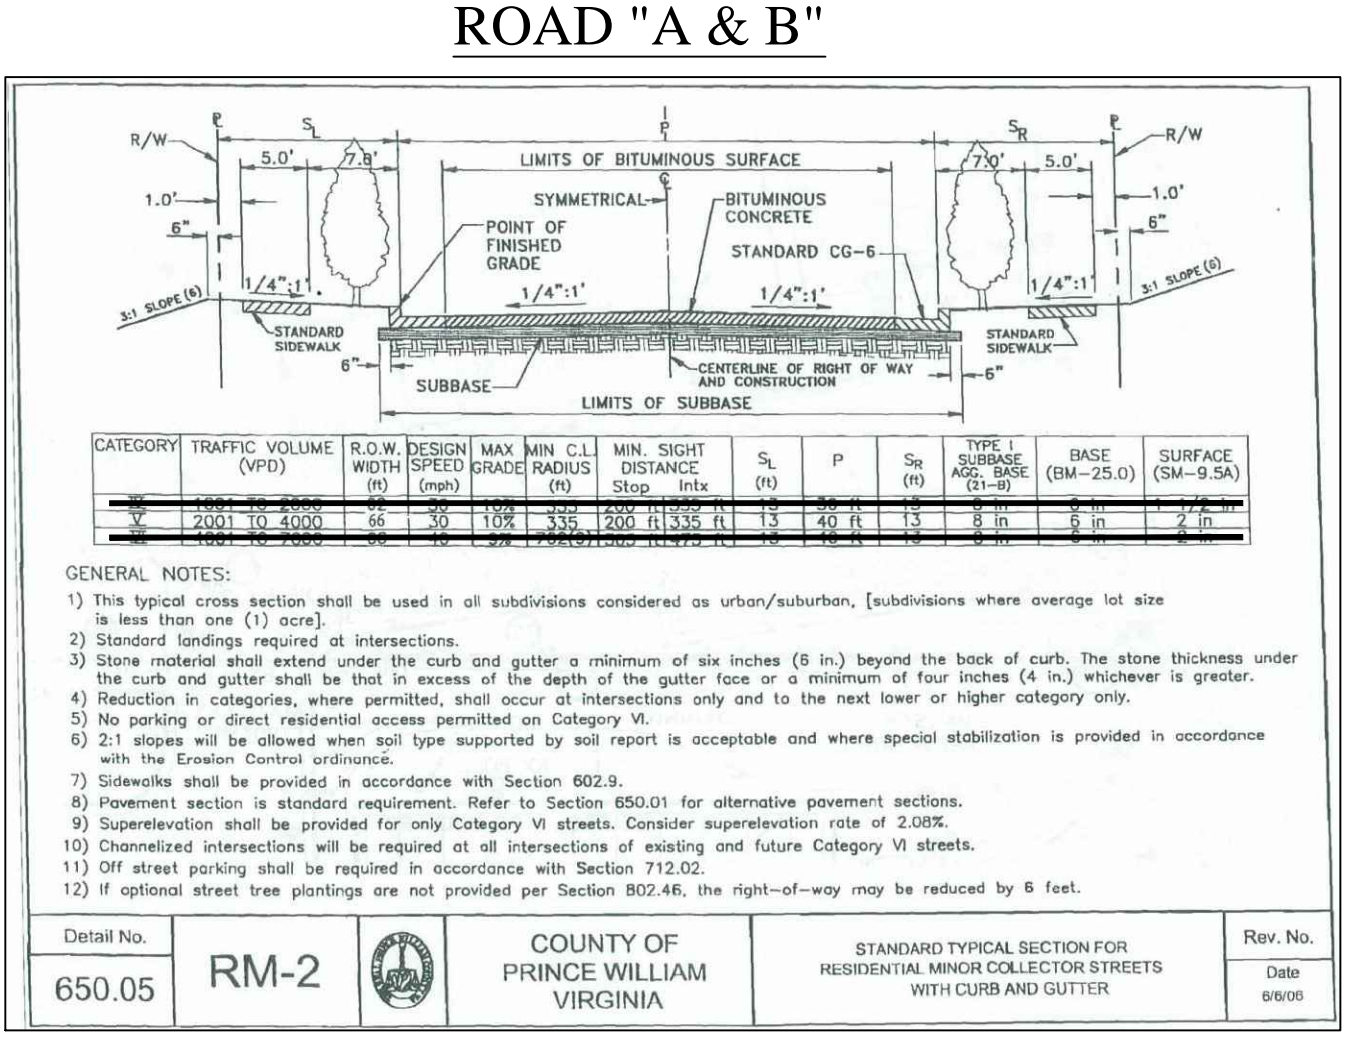 ROAD "A & B"
R/W
P
SL
P
SR
P
R/W
5.0'
7.0'
LIMITS OF BITUMINOUS SURFACE
7.0'
5.0'
1.0'
SYMMETRICAL
BITUMINOUS
CONCRETE
1.0'
6"
POINT OF
FINISHED
GRADE
STANDARD CG-6
6"
3:1 SLOPE (6)
1/4":1'
1/4":1'
1/4":1'
1/4":1'
3:1 SLOPE (6)
STANDARD
SIDEWALK
STANDARD
SIDEWALK
6"
SUBBASE
CENTERLINE OF RIGHT OF WAY
AND CONSTRUCTION
6"
LIMITS OF SUBBASE
CATEGORY TRAFFIC VOLUME (VPD) R.O.W. WIDTH (ft) DESIGN SPEED (mph) MAX GRADE MIN C.L. RADIUS (ft) MIN. SIGHT DISTANCE Stop Intx SL (ft) P SR (ft) TYPE I SUBBASE AGG. BASE (21-B) BASE (BM-25.0) SURFACE (SM-9.5A)
V 2001 TO 4000 66 30 10% 335 200 ft 335 ft 13 40 ft 13 8 in 6 in 2 in
GENERAL NOTES:
1) This typical cross section shall be used in all subdivisions considered as urban/suburban, [subdivisions where average lot size
is less than one (1) acre].
2) Standard landings required at intersections.
3) Stone material shall extend under the curb and gutter a minimum of six inches (6 in.) beyond the back of curb. The stone thickness under
the curb and gutter shall be that in excess of the depth of the gutter face or a minimum of four inches (4 in.) whichever is greater.
4) Reduction in categories, where permitted, shall occur at intersections only and to the next lower or higher category only.
5) No parking or direct residential access permitted on Category VI.
6) 2:1 slopes will be allowed when soil type supported by soil report is acceptable and where special stabilization is provided in accordance
with the Erosion Control ordinance.
7) Sidewalks shall be provided in accordance with Section 602.9.
8) Pavement section is standard requirement. Refer to Section 650.01 for alternative pavement sections.
9) Superelevation shall be provided for only Category VI streets. Consider superelevation rate of 2.08%.
10) Channelized intersections will be required at all intersections of existing and future Category VI streets.
11) Off street parking shall be required in accordance with Section 712.02.
12) If optional street tree plantings are not provided per Section 802.46, the right-of-way may be reduced by 6 feet.
Detail No.
650.05
RM-2
COUNTY OF
PRINCE WILLIAM
VIRGINIA
STANDARD TYPICAL SECTION FOR
RESIDENTIAL MINOR COLLECTOR STREETS
WITH CURB AND GUTTER
Rev. No.
Date
6/6/06